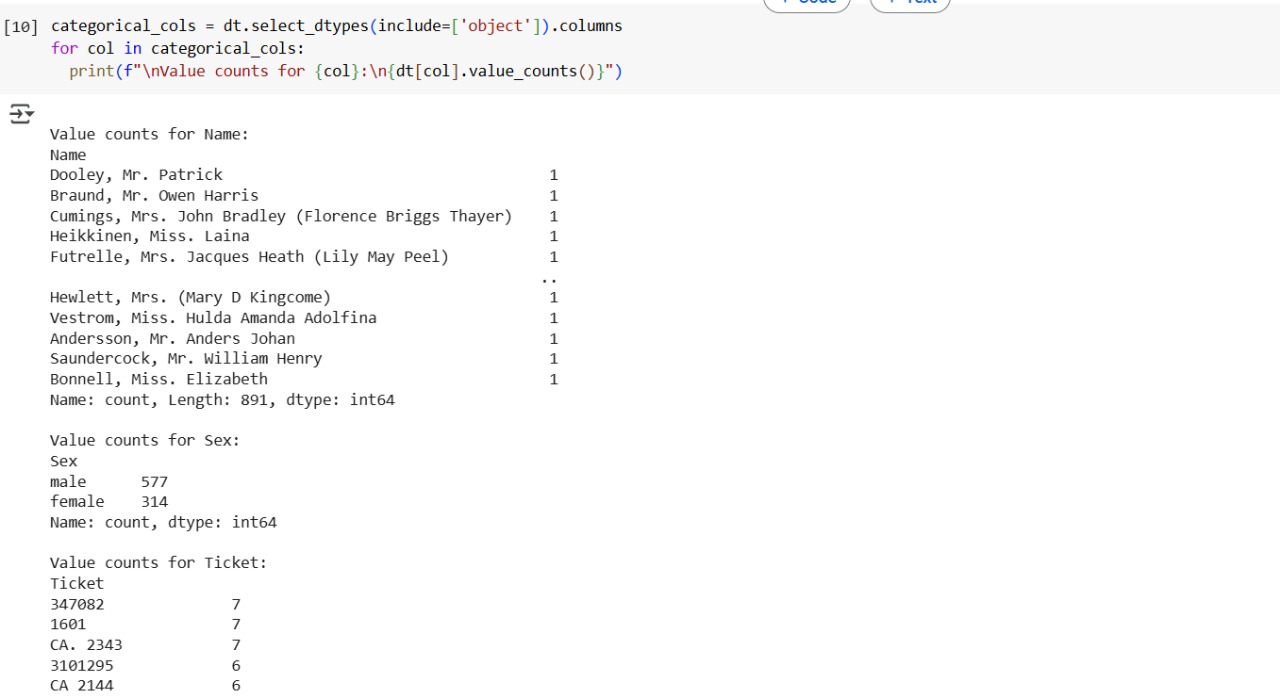 + Code + Text
[10] categorical_cols = dt.select_dtypes(include=['object']).columns
for col in categorical_cols:
  print(f"\nValue counts for {col}:\n{dt[col].value_counts()}")
Value counts for Name:
Name
Dooley, Mr. Patrick 1
Braund, Mr. Owen Harris 1
Cumings, Mrs. John Bradley (Florence Briggs Thayer) 1
Heikkinen, Miss. Laina 1
Futrelle, Mrs. Jacques Heath (Lily May Peel) 1
..
Hewlett, Mrs. (Mary D Kingcome) 1
Vestrom, Miss. Hulda Amanda Adolfina 1
Andersson, Mr. Anders Johan 1
Saundercock, Mr. William Henry 1
Bonnell, Miss. Elizabeth 1
Name: count, Length: 891, dtype: int64
Value counts for Sex:
Sex
male 577
female 314
Name: count, dtype: int64
Value counts for Ticket:
Ticket
347082 7
1601 7
CA. 2343 7
3101295 6
CA 2144 6